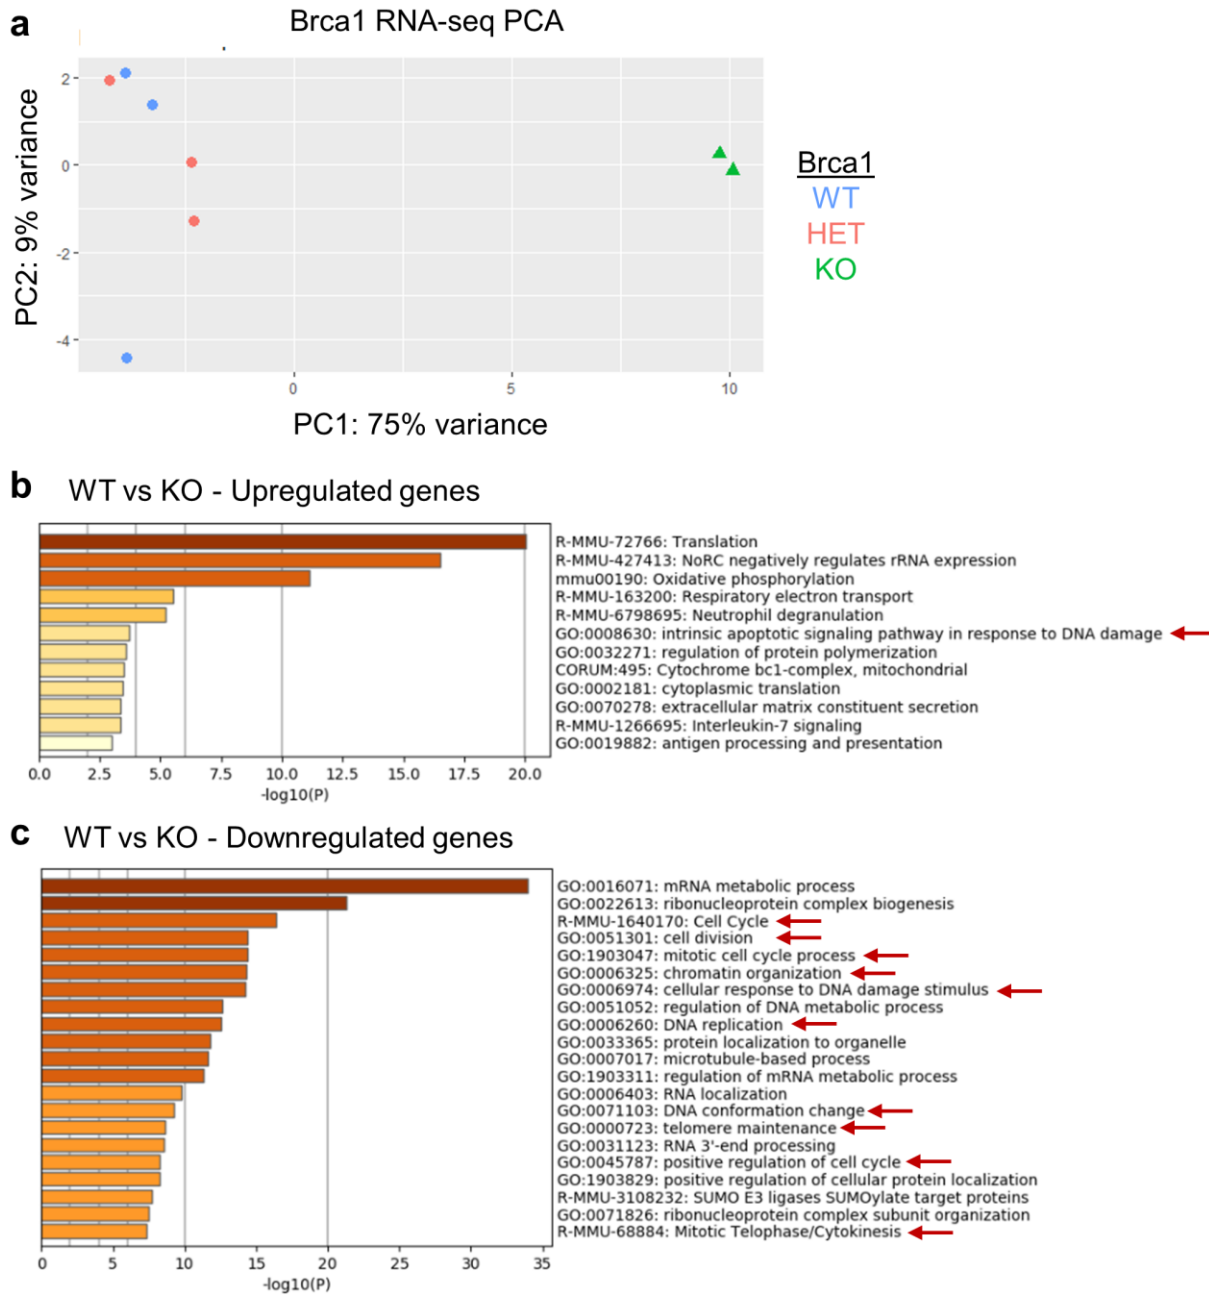 a
Brca1 RNA-seq PCA
2
0
-2
-4
PC2: 9% variance
0 5 10
PC1: 75% variance
Brca1
WT
HET
KO
b WT vs KO - Upregulated genes
R-MMU-72766: Translation
R-MMU-427413: NoRC negatively regulates rRNA expression
mmu00190: Oxidative phosphorylation
R-MMU-163200: Respiratory electron transport
R-MMU-6798695: Neutrophil degranulation
GO:0008630: intrinsic apoptotic signaling pathway in response to DNA damage
GO:0032271: regulation of protein polymerization
CORUM:495: Cytochrome bc1-complex, mitochondrial
GO:0002181: cytoplasmic translation
GO:0070278: extracellular matrix constituent secretion
R-MMU-1266695: Interleukin-7 signaling
GO:0019882: antigen processing and presentation
0.0 2.5 5.0 7.5 10.0 12.5 15.0 17.5 20.0
-log10(P)
c WT vs KO - Downregulated genes
GO:0016071: mRNA metabolic process
GO:0022613: ribonucleoprotein complex biogenesis
R-MMU-1640170: Cell Cycle
GO:0051301: cell division
GO:1903047: mitotic cell cycle process
GO:0006325: chromatin organization
GO:0006974: cellular response to DNA damage stimulus
GO:0051052: regulation of DNA metabolic process
GO:0006260: DNA replication
GO:0033365: protein localization to organelle
GO:0007017: microtubule-based process
GO:1903311: regulation of mRNA metabolic process
GO:0006403: RNA localization
GO:0071103: DNA conformation change
GO:0000723: telomere maintenance
GO:0031123: RNA 3'-end processing
GO:0045787: positive regulation of cell cycle
GO:1903829: positive regulation of cellular protein localization
R-MMU-3108232: SUMO E3 ligases SUMOylate target proteins
GO:0071826: ribonucleoprotein complex subunit organization
R-MMU-68884: Mitotic Telophase/Cytokinesis
0 5 10 15 20 25 30 35
-log10(P)